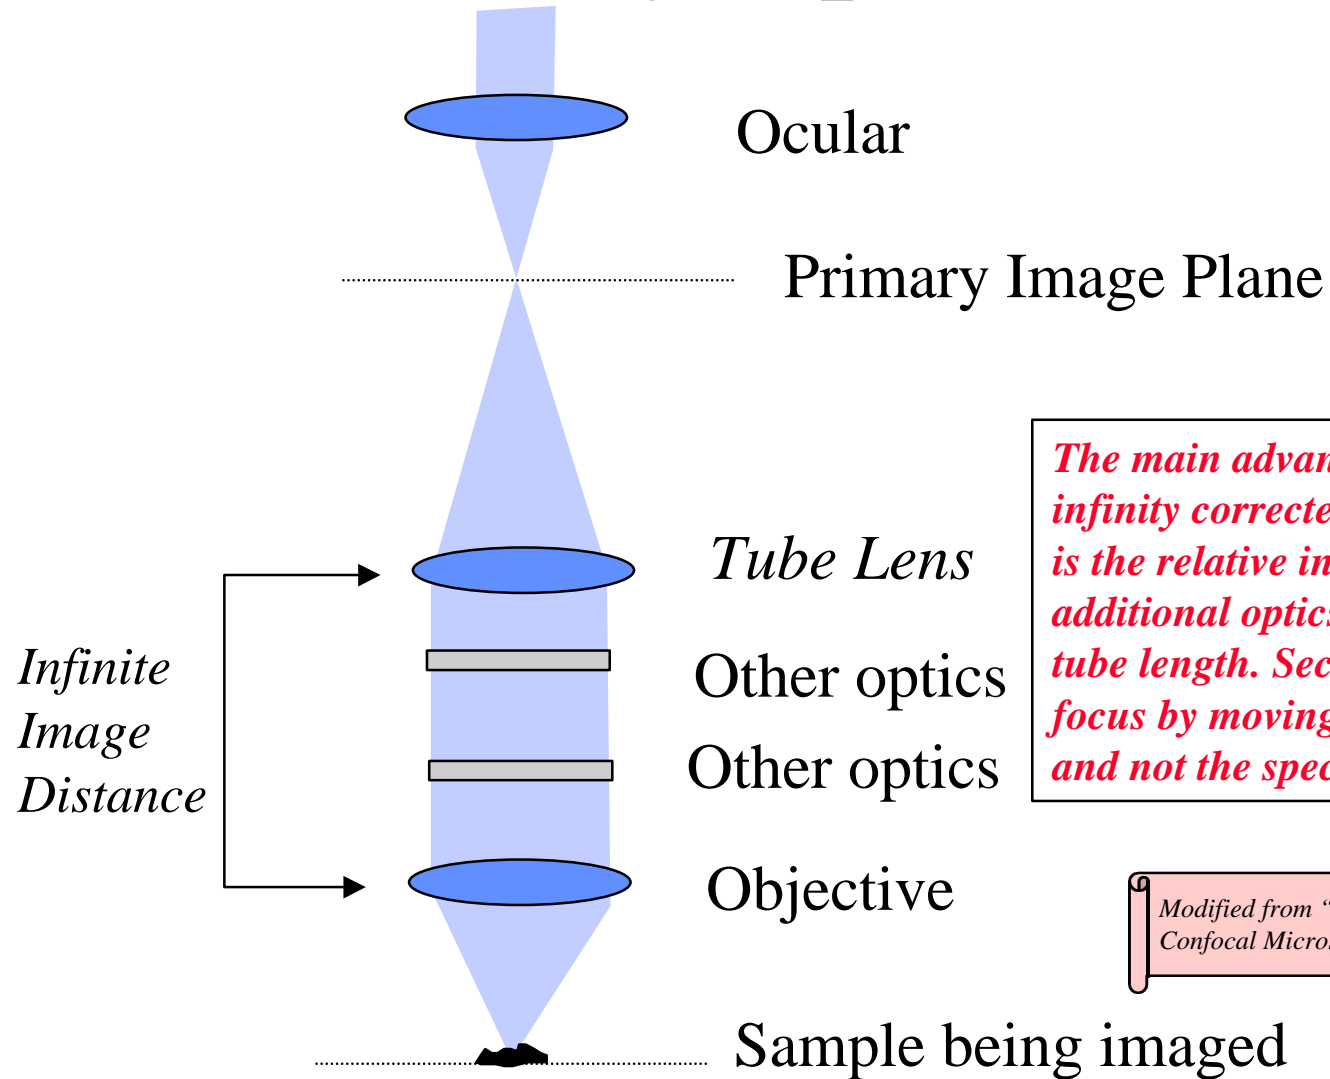 Ocular
Primary Image Plane
The main advan
infinity correcte
is the relative in
additional optics
tube length. Sec
focus by moving
and not the spec
Tube Lens
Infinite
Image
Distance
Other optics
Other optics
Objective
Modified from “
Confocal Micros
Sample being imaged